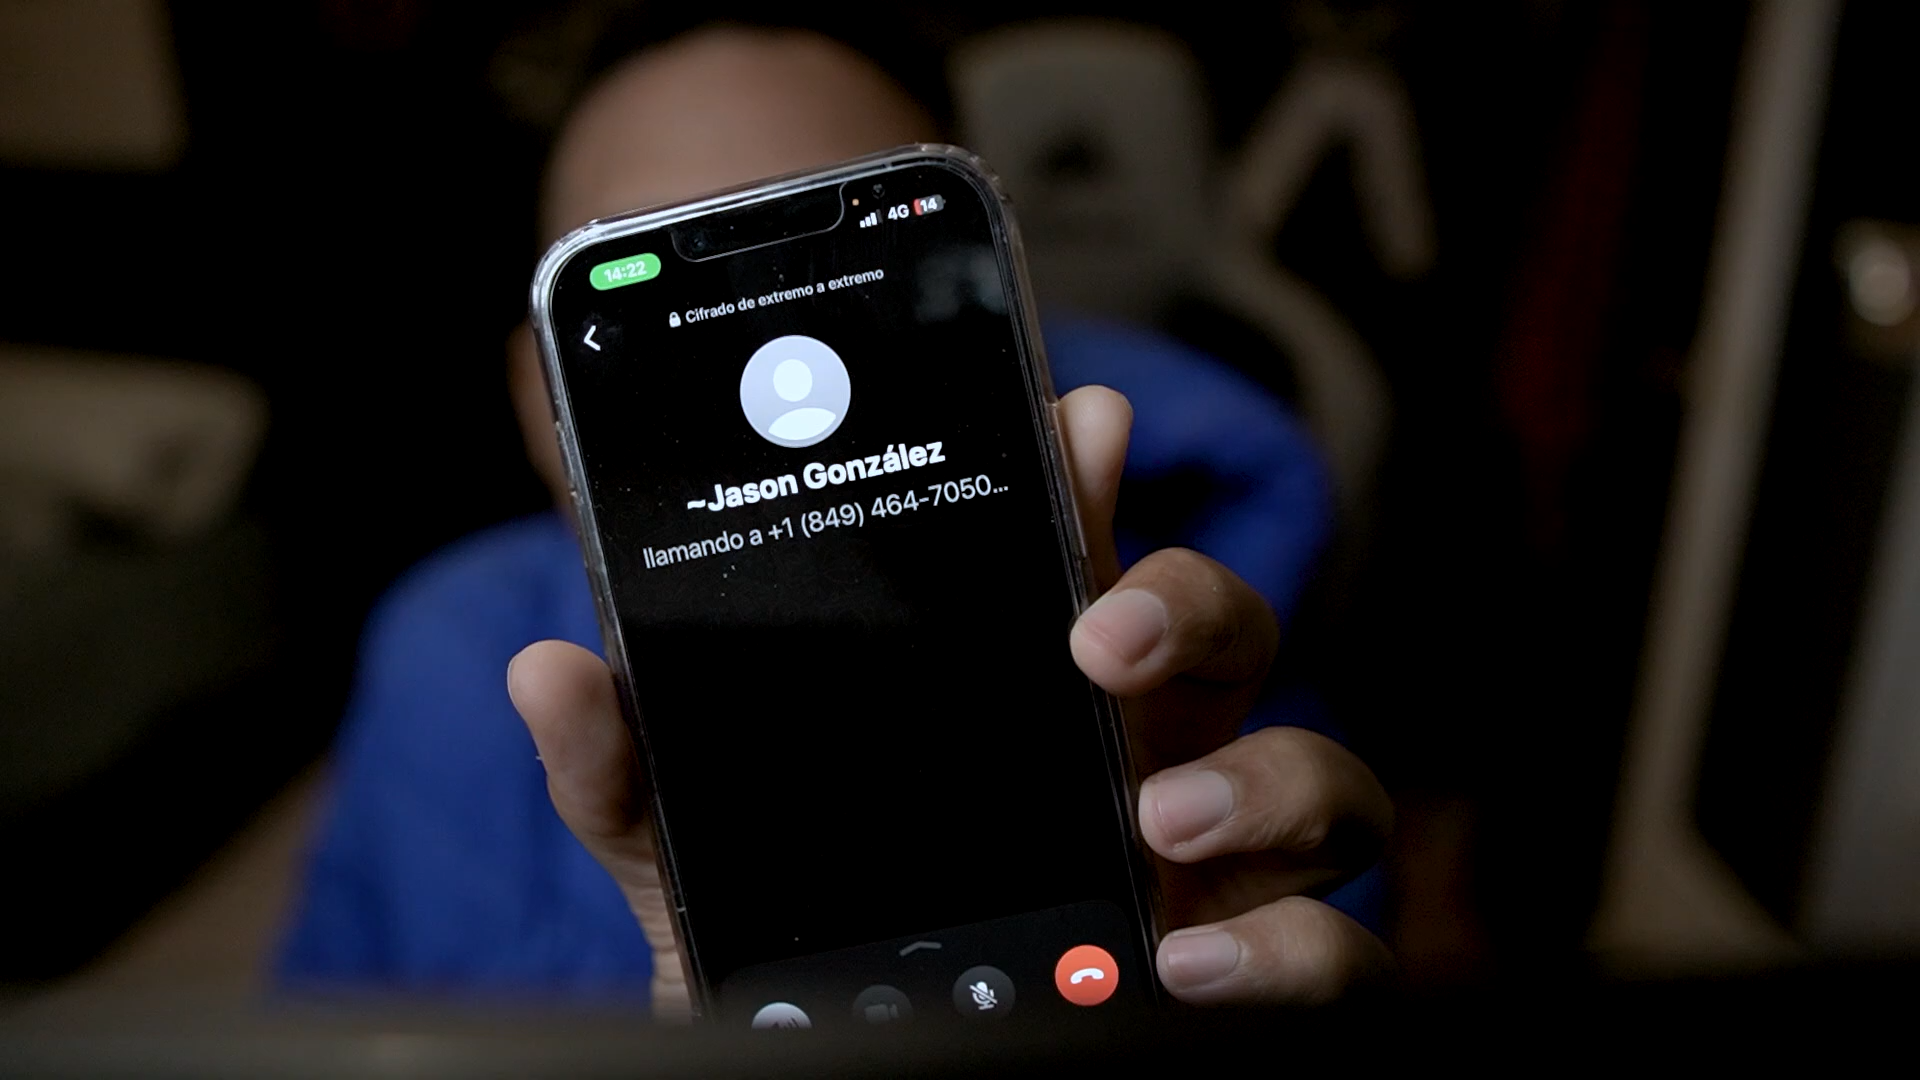 14:22
4G 14
Cifrado de extremo a extremo
~Jason González
llamando a +1 (849) 464-7050...